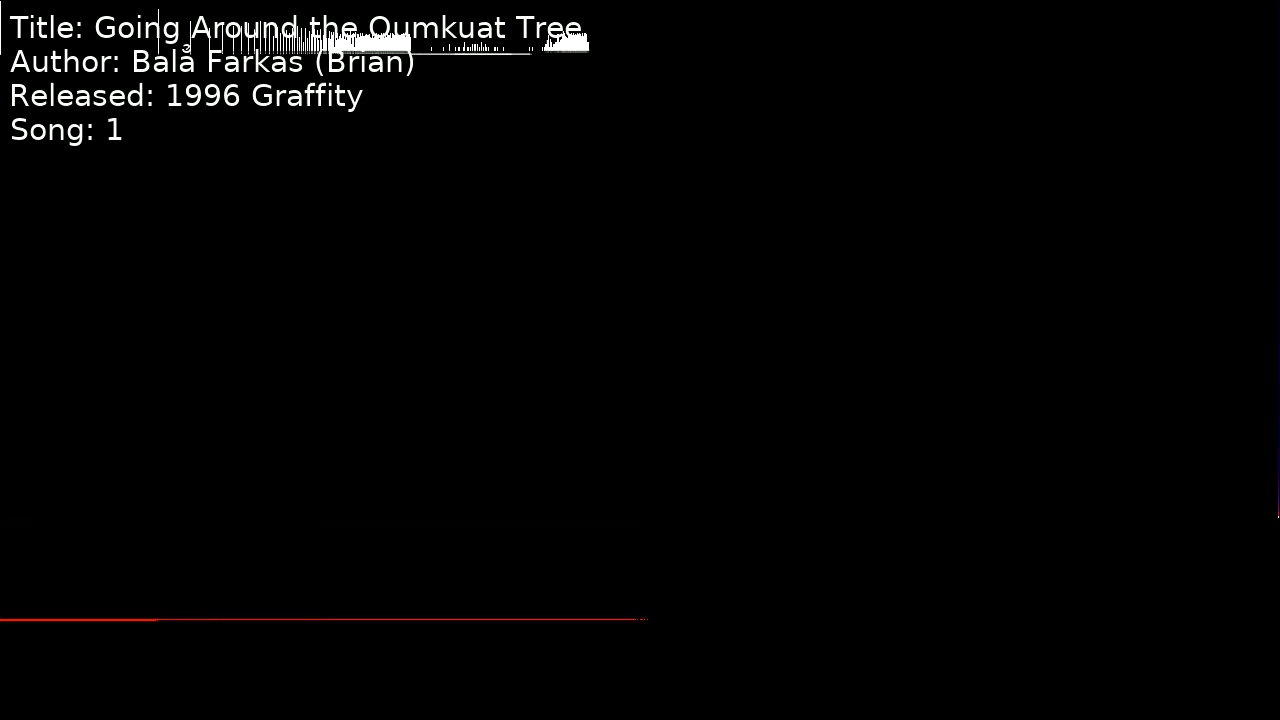 Title: Going Around the Qumkuat Tree
Author: Bala Farkas (Brian)
Released: 1996 Graffity
Song: 1